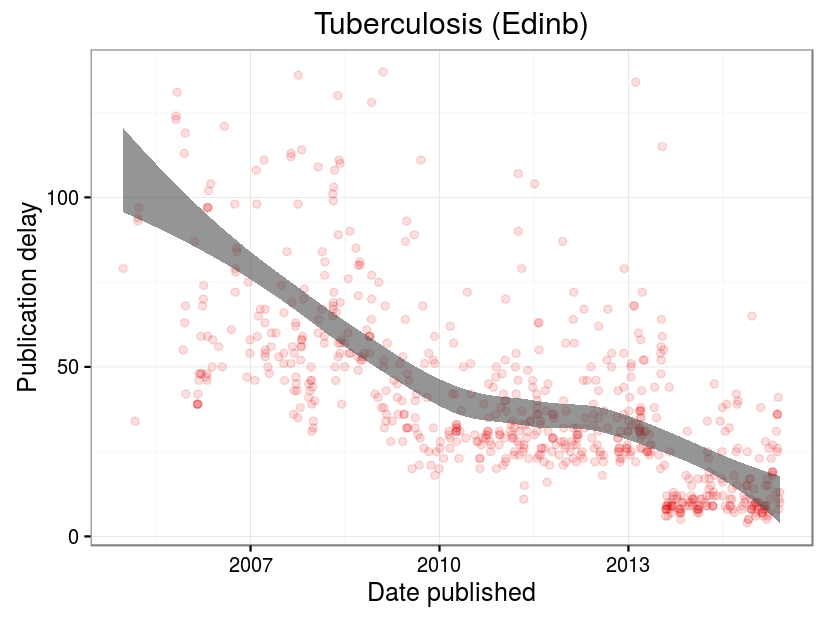 Tuberculosis (Edinb)
Publication delay
100
50
0
2007
2010
2013
Date published